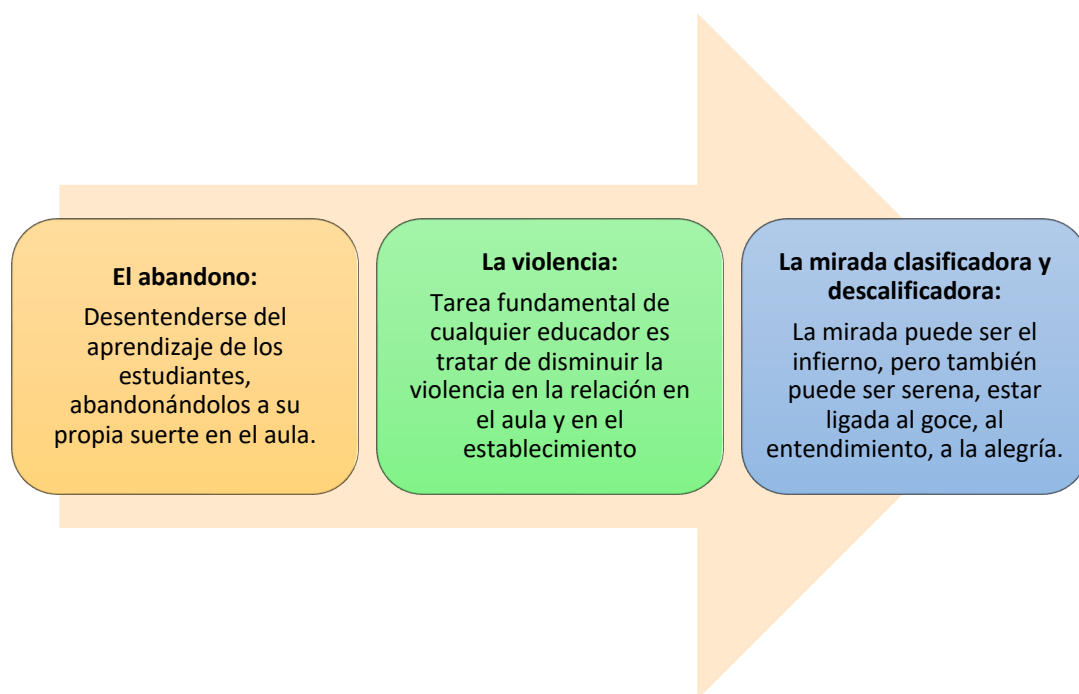 El abandono:
Desentenderse del
aprendizaje de los
estudiantes,
abandonándolos a su
propia suerte en el aula.
La violencia:
Tarea fundamental de
cualquier educador es
tratar de disminuir la
violencia en la relación en
el aula y en el
establecimiento
La mirada clasificadora y
descalificadora:
La mirada puede ser el
infierno, pero también
puede ser serena, estar
ligada al goce, al
entendimiento, a la alegría.